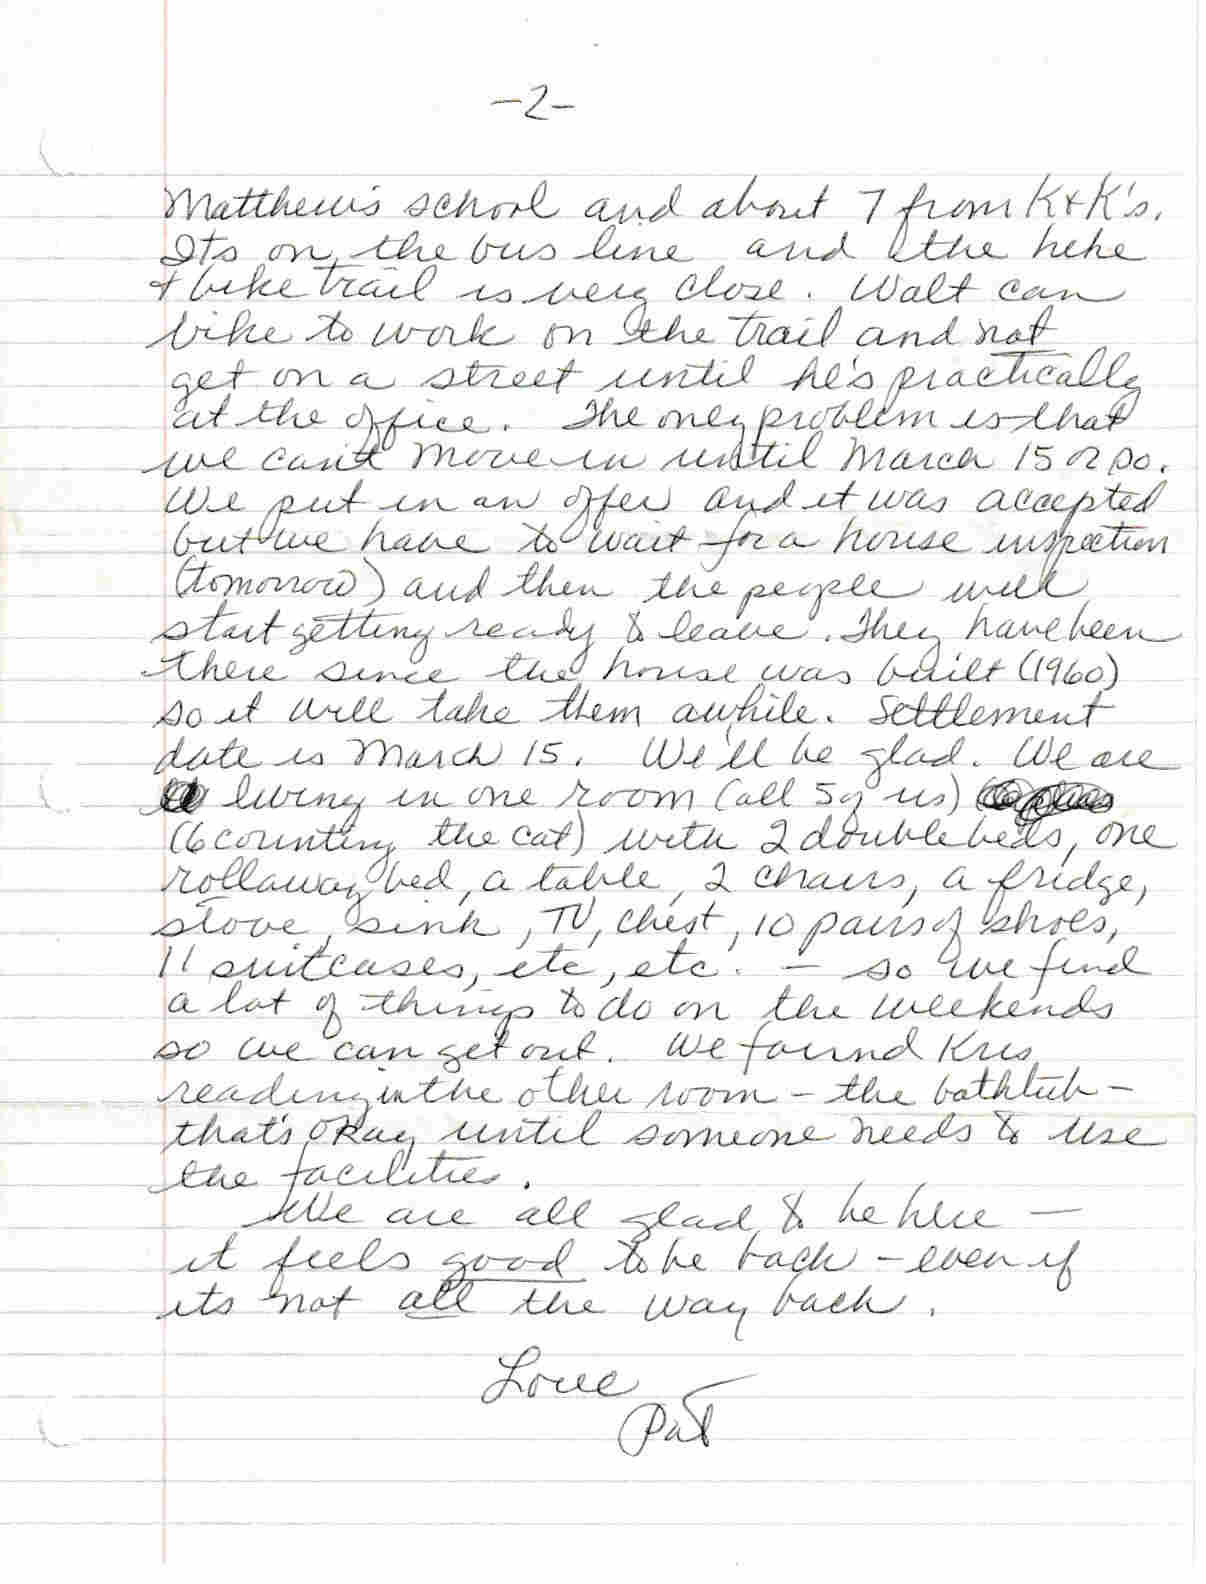 -2-
Matthew's school and about 7 from K+K's.
Its on the bus line and the hike
+ bike trail is very close. Walt can
bike to work on the trail and not
get on a street until he's practically
at the office. The only problem is that
we can't move in until March 15 or so.
We put in an offer and it was accepted
but we have to wait for a house inspection
(tomorrow) and then the people will
start getting ready to leave. They have been
there since the house was built (1960)
so it will take them awhile. Settlement
date is March 15. We'll be glad. We are
living in one room (all 5 of us)
(6 counting the cat) with 2 double beds, one
rollaway bed, a table, 2 chairs, a fridge,
stove, sink, TV, chest, 10 pairs of shoes,
11 suitcases, etc, etc. - so we find
a lot of things to do on the weekends
so we can get out. We found Kris
reading in the other room - the bathtub -
that's okay until someone needs to use
the facilities.
We are all glad to be here -
it feels good to be back - even if
its not all the way back.
Love
Pat